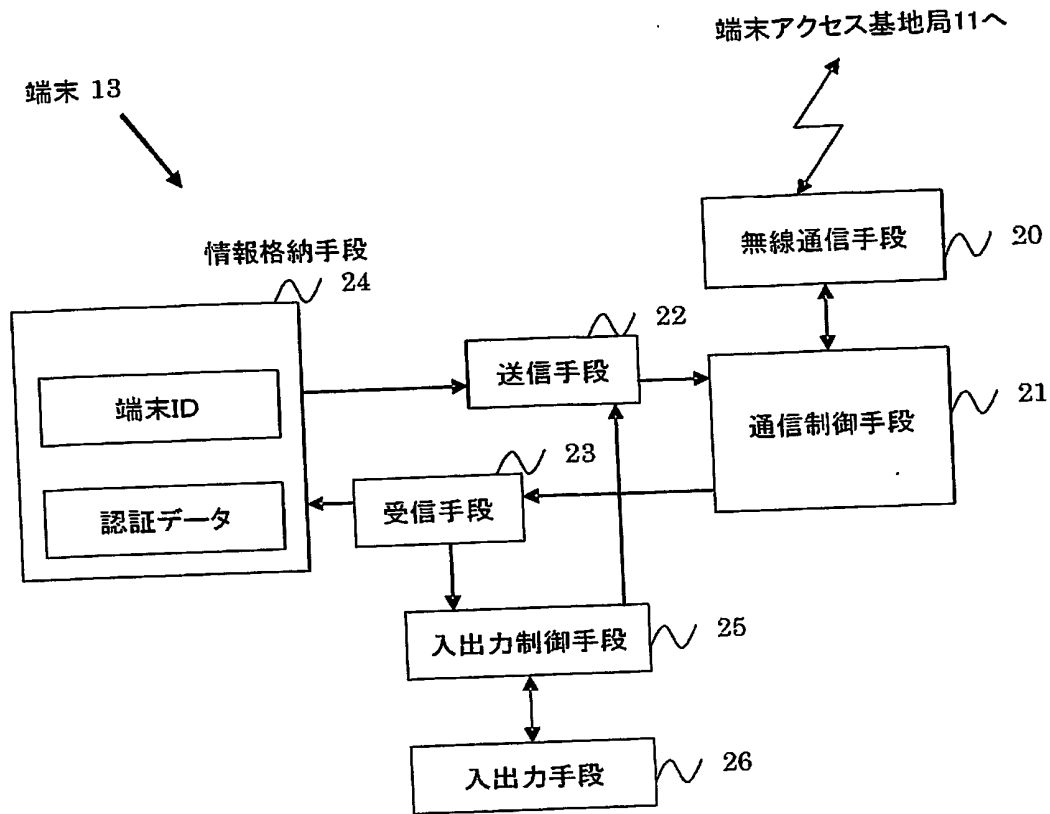 端末アクセス基地局11へ
端末 13
無線通信手段
20
情報格納手段
24
22
送信手段
端末ID
通信制御手段
21
23
受信手段
認証データ
入出力制御手段
25
入出力手段
26